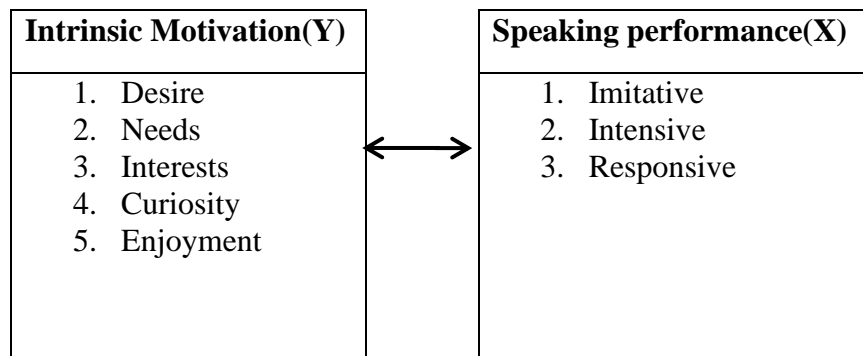 Intrinsic Motivation(Y)
1. Desire
2. Needs
3. Interests
4. Curiosity
5. Enjoyment
Speaking performance(X)
1. Imitative
2. Intensive
3. Responsive